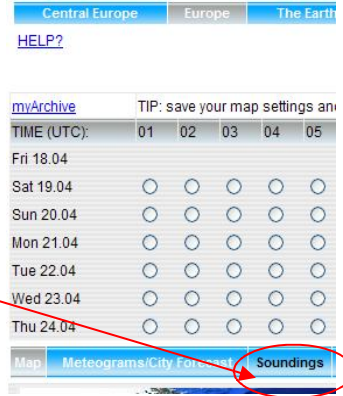 Central Europe Europe The Earth
HELP?
myArchive TIP: save your map settings an
TIME (UTC): 01 02 03 04 05
Fri 18.04
Sat 19.04
Sun 20.04
Mon 21.04
Tue 22.04
Wed 23.04
Thu 24.04
Map Meteograms/City Forecast Soundings